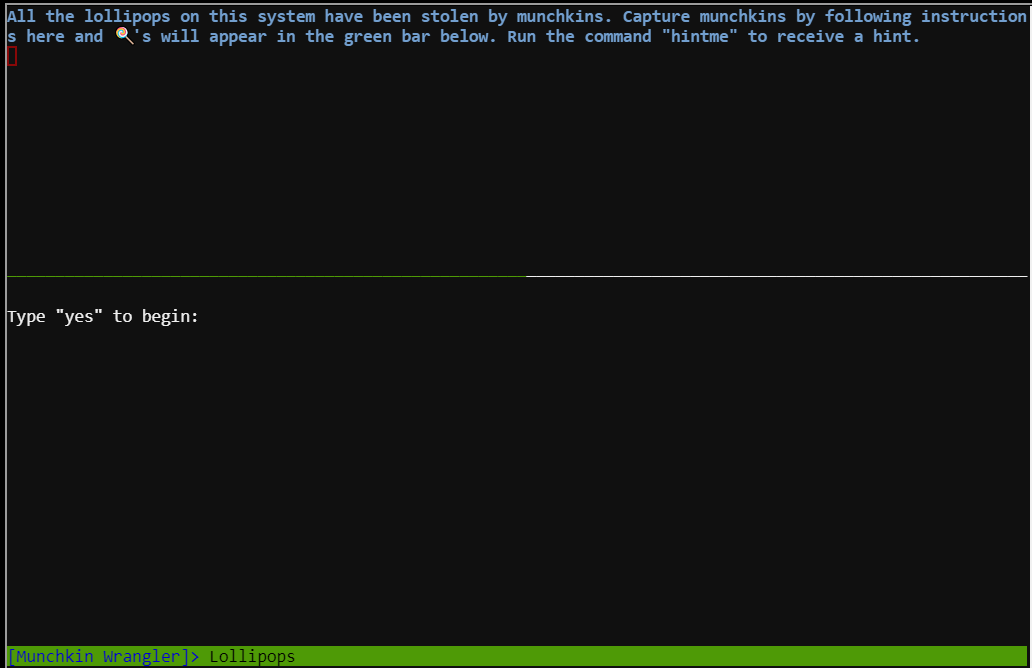 All the lollipops on this system have been stolen by munchkins. Capture munchkins by following instruction
s here and 🍭's will appear in the green bar below. Run the command "hintme" to receive a hint.
Type "yes" to begin:
[Munchkin Wrangler]> Lollipops